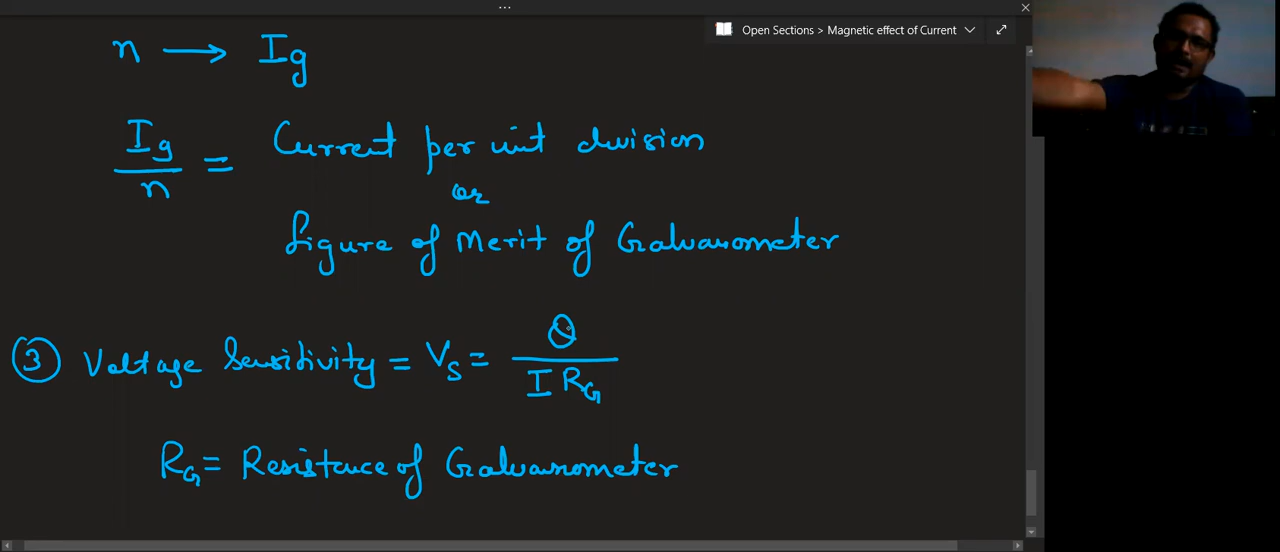 ...
Open Sections > Magnetic effect of Current
n → Ig
Ig/n = Current per unit division
or
figure of Merit of Galvanometer
③ Voltage Sensitivity = Vs = θ/(I RG)
RG = Resistance of Galvanometer